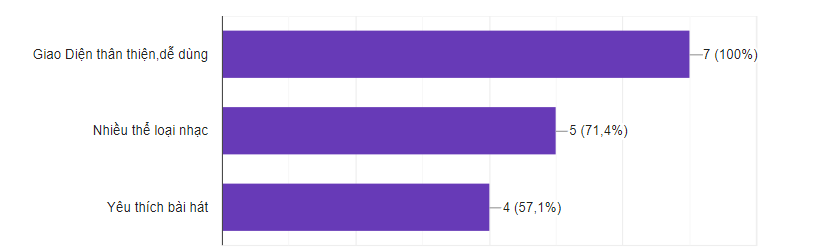 Giao Diện thân thiện,dễ dùng
7 (100%)
Nhiều thể loại nhạc
5 (71,4%)
Yêu thích bài hát
4 (57,1%)